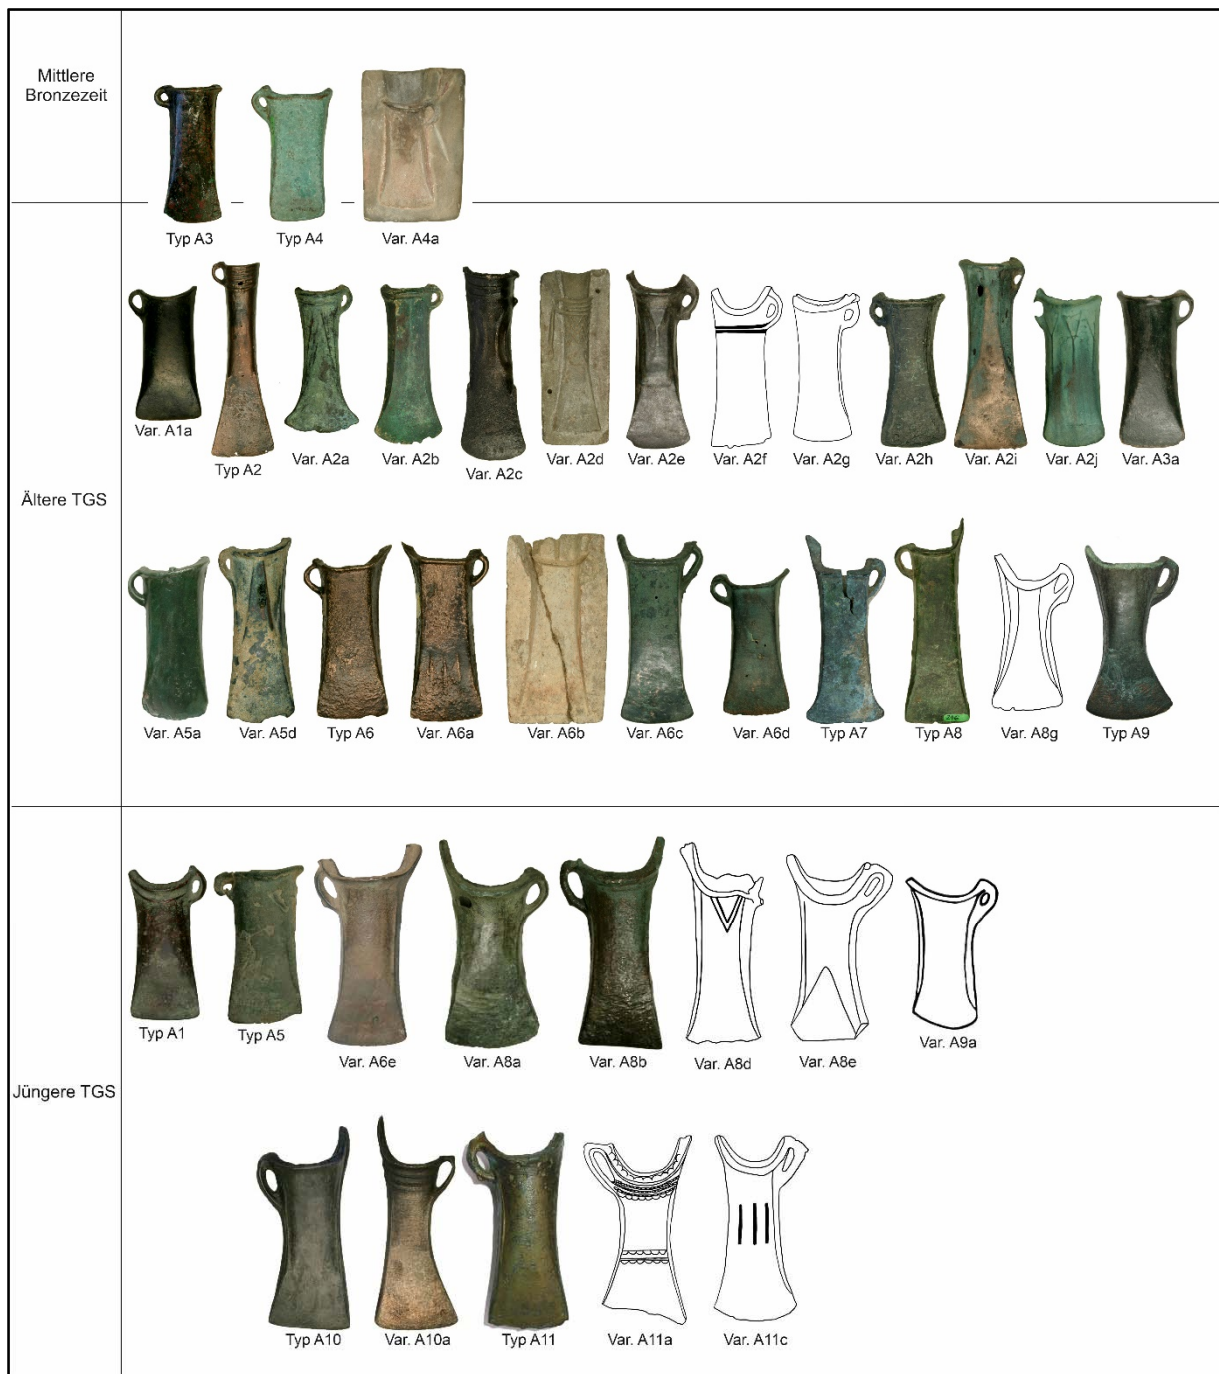 Mittlere
Bronzezeit
Typ A3
Typ A4
Var. A4a
Ältere TGS
Var. A1a
Typ A2
Var. A2a
Var. A2b
Var. A2c
Var. A2d
Var. A2e
Var. A2f
Var. A2g
Var. A2h
Var. A2i
Var. A2j
Var. A3a
Var. A5a
Var. A5d
Typ A6
Var. A6a
Var. A6b
Var. A6c
Var. A6d
Typ A7
Typ A8
Var. A8g
Typ A9
Jüngere TGS
Typ A1
Typ A5
Var. A6e
Var. A8a
Var. A8b
Var. A8d
Var. A8e
Var. A9a
Typ A10
Var. A10a
Typ A11
Var. A11a
Var. A11c